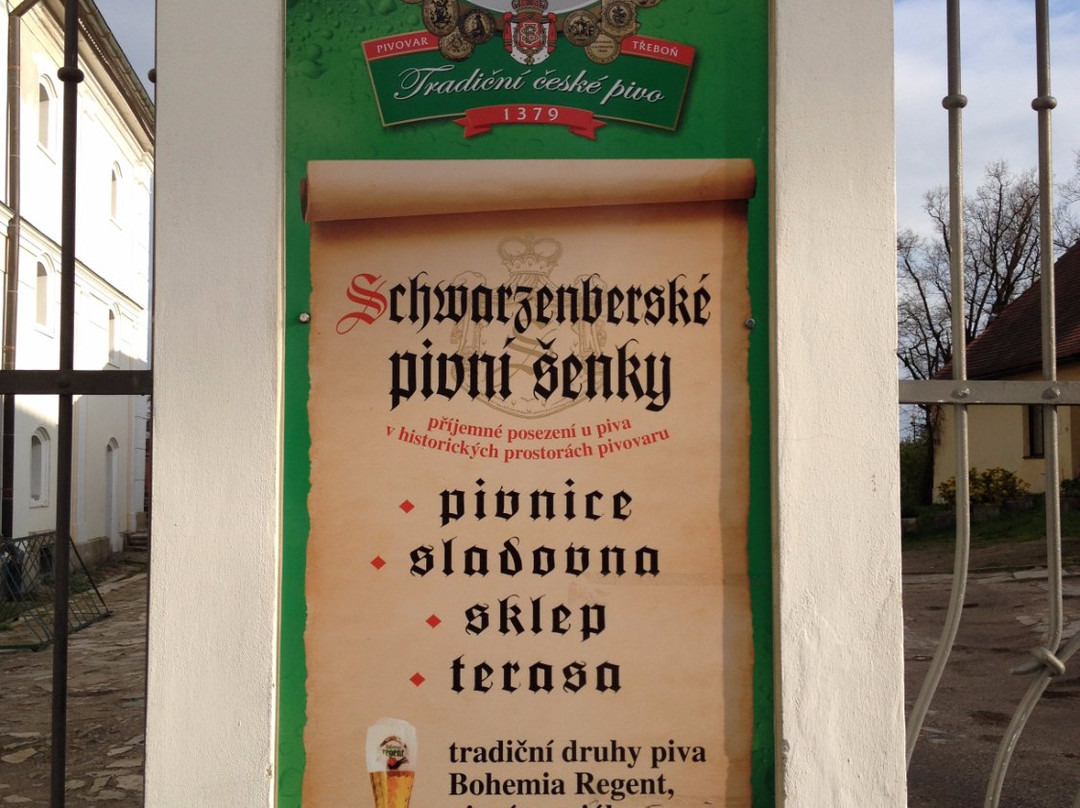 PIVOVAR TŘEBOŇ
Tradiční české pivo
1379
Schwarzenberské
pivní šenky
příjemné posezení u piva
v historických prostorách pivovaru
pivnice
sladovna
sklep
terasa
tradiční druhy piva
Bohemia Regent,